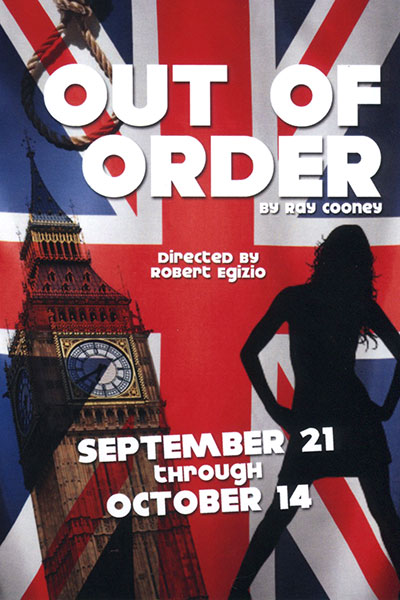 OUT OF
ORDER
BY RAY COONEY
DIRECTED BY
ROBERT EGIZIO
SEPTEMBER 21
THROUGH
OCTOBER 14